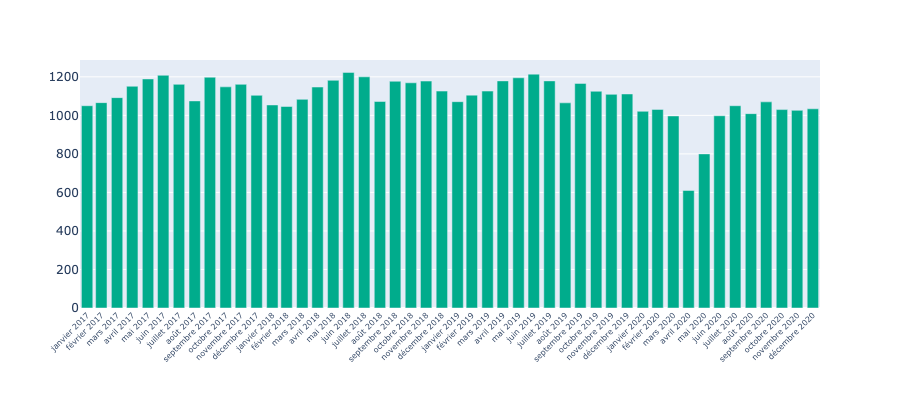 1200
1000
800
600
400
200
0
janvier 2017
février 2017
mars 2017
avril 2017
mai 2017
juin 2017
juillet 2017
août 2017
septembre 2017
octobre 2017
novembre 2017
décembre 2017
janvier 2018
février 2018
mars 2018
avril 2018
mai 2018
juin 2018
juillet 2018
août 2018
septembre 2018
octobre 2018
novembre 2018
décembre 2018
janvier 2019
février 2019
mars 2019
avril 2019
mai 2019
juin 2019
juillet 2019
août 2019
septembre 2019
octobre 2019
novembre 2019
décembre 2019
janvier 2020
février 2020
mars 2020
avril 2020
mai 2020
juin 2020
juillet 2020
août 2020
septembre 2020
octobre 2020
novembre 2020
décembre 2020